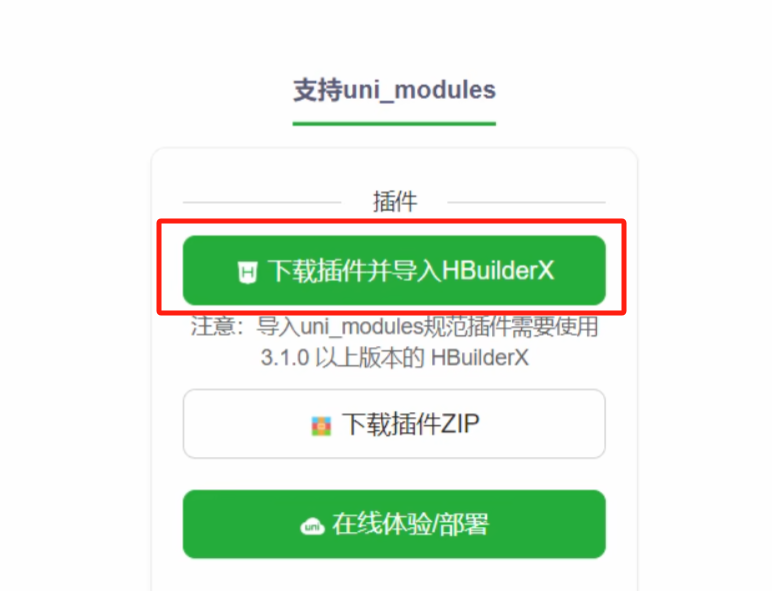 支持uni_modules
插件
下载插件并导入HBuilderX
注意：导入uni_modules规范插件需要使用
3.1.0 以上版本的 HBuilderX
下载插件ZIP
uni 在线体验/部署